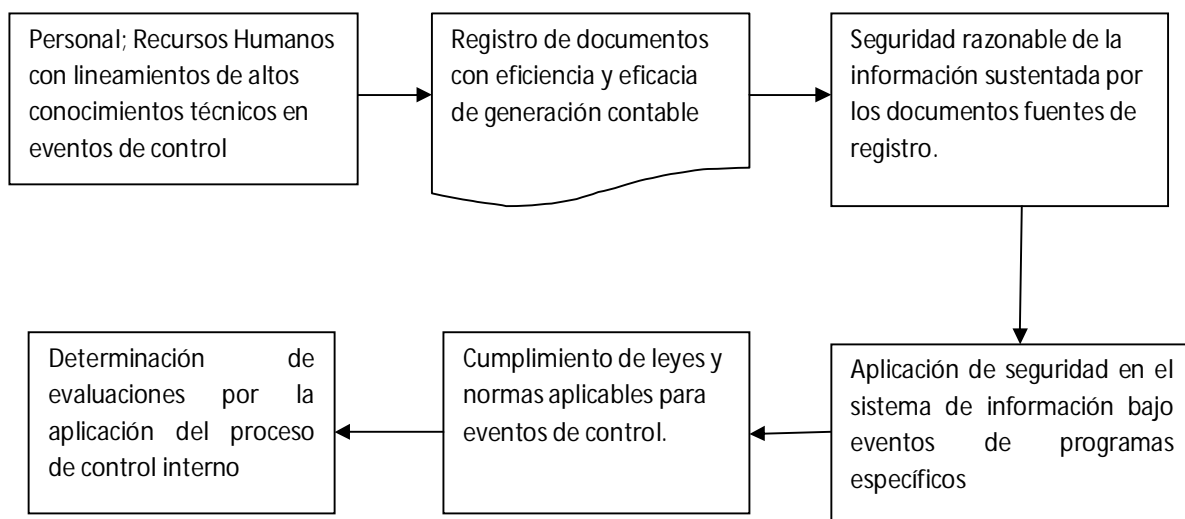 Personal; Recursos Humanos
con lineamientos de altos
conocimientos técnicos en
eventos de control
Registro de documentos
con eficiencia y eficacia
de generación contable
Seguridad razonable de la
información sustentada por
los documentos fuentes de
registro.
Aplicación de seguridad en el
sistema de información bajo
eventos de programas
específicos
Cumplimiento de leyes y
normas aplicables para
eventos de control.
Determinación de
evaluaciones por la
aplicación del proceso
de control interno